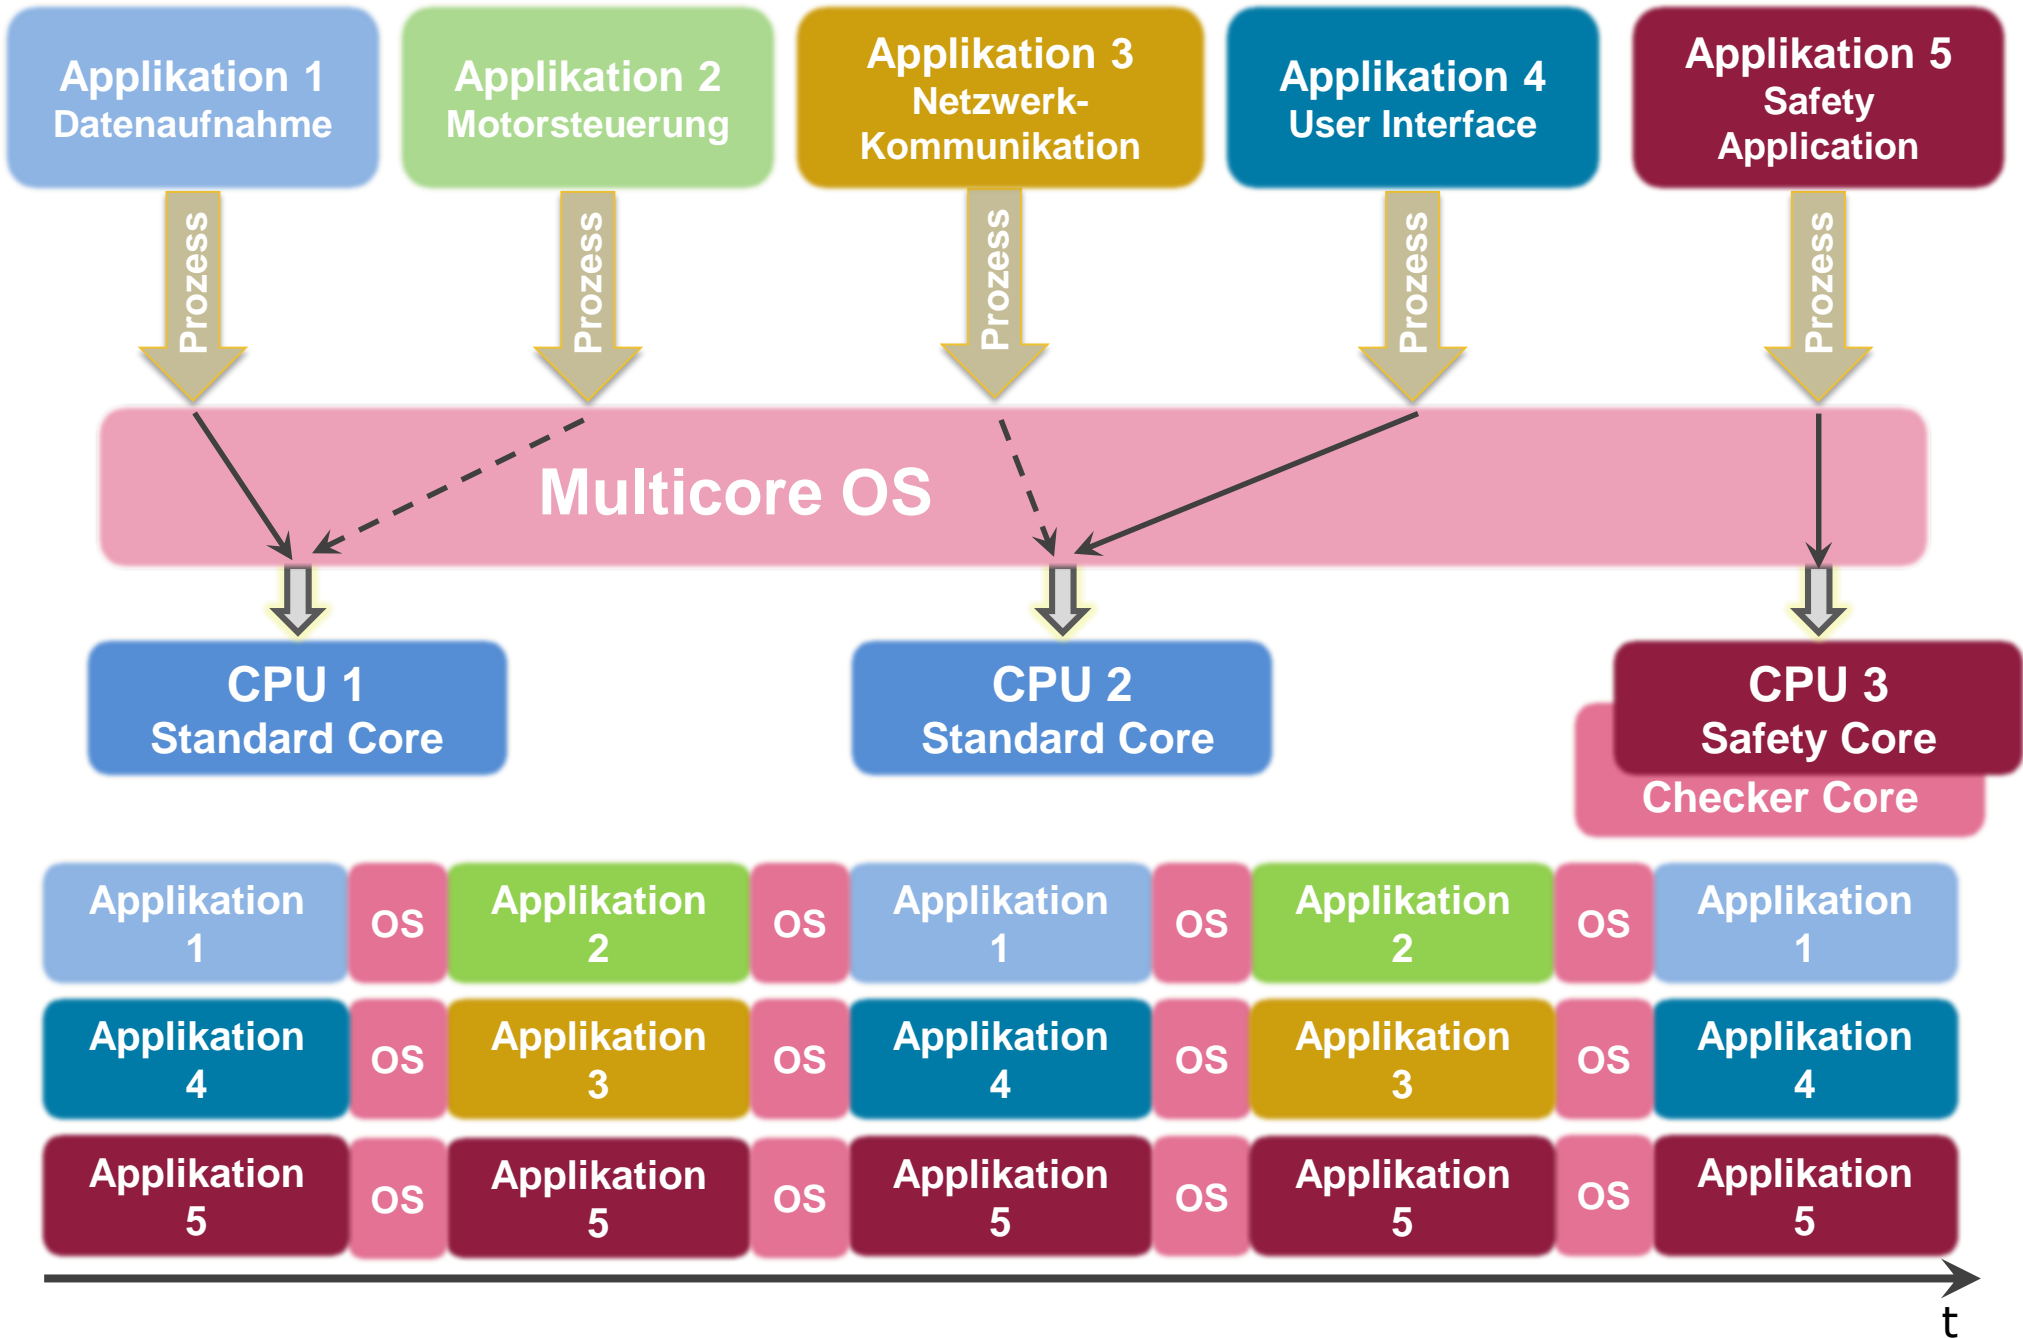 Applikation 1
Datenaufnahme
Applikation 2
Motorsteuerung
Applikation 3
Netzwerk-
Kommunikation
Applikation 4
User Interface
Applikation 5
Safety
Application
Prozess
Prozess
Prozess
Prozess
Prozess
Multicore OS
CPU 1
Standard Core
CPU 2
Standard Core
CPU 3
Safety Core
Checker Core
Applikation
1
OS
Applikation
2
OS
Applikation
1
OS
Applikation
2
OS
Applikation
1
Applikation
4
OS
Applikation
3
OS
Applikation
4
OS
Applikation
3
OS
Applikation
4
Applikation
5
OS
Applikation
5
OS
Applikation
5
OS
Applikation
5
OS
Applikation
5
t